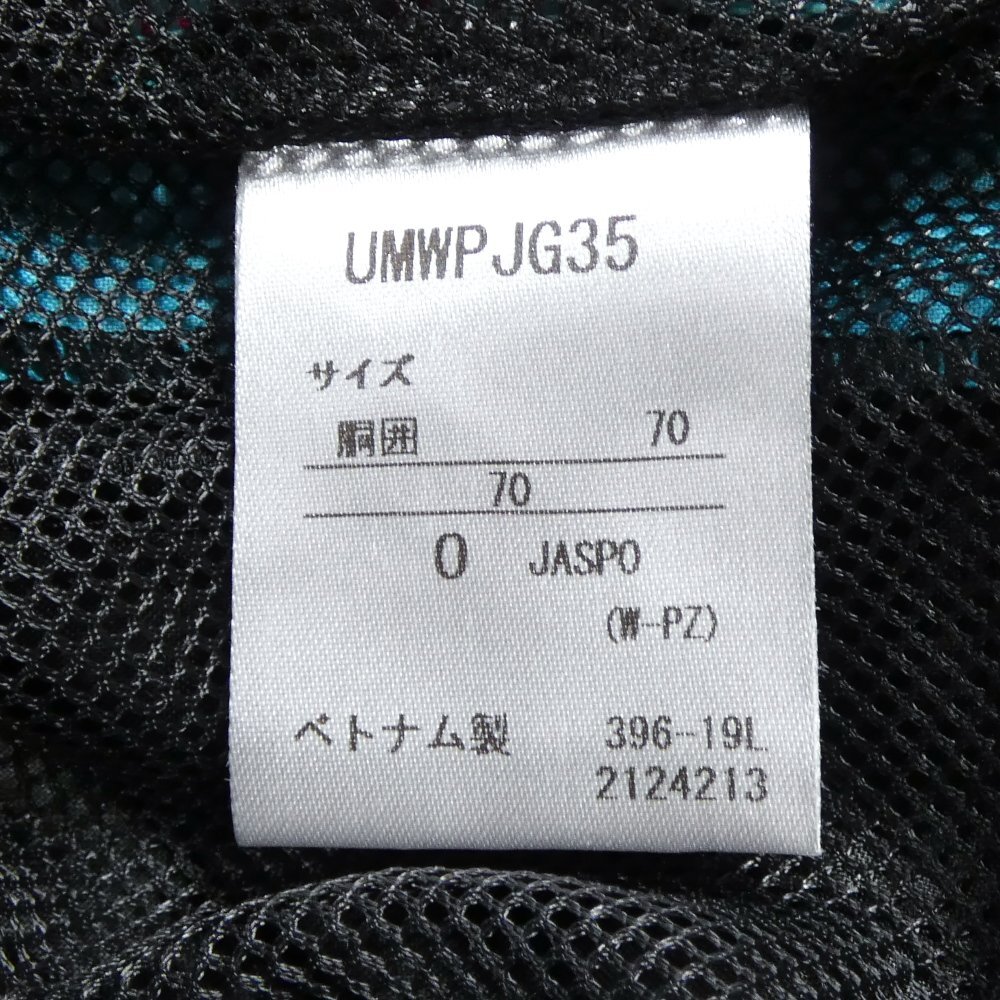 UMWPJG35
サイズ
胴囲 70
70
O JASPO
(W-PZ)
ベトナム製 396-19L
2124213